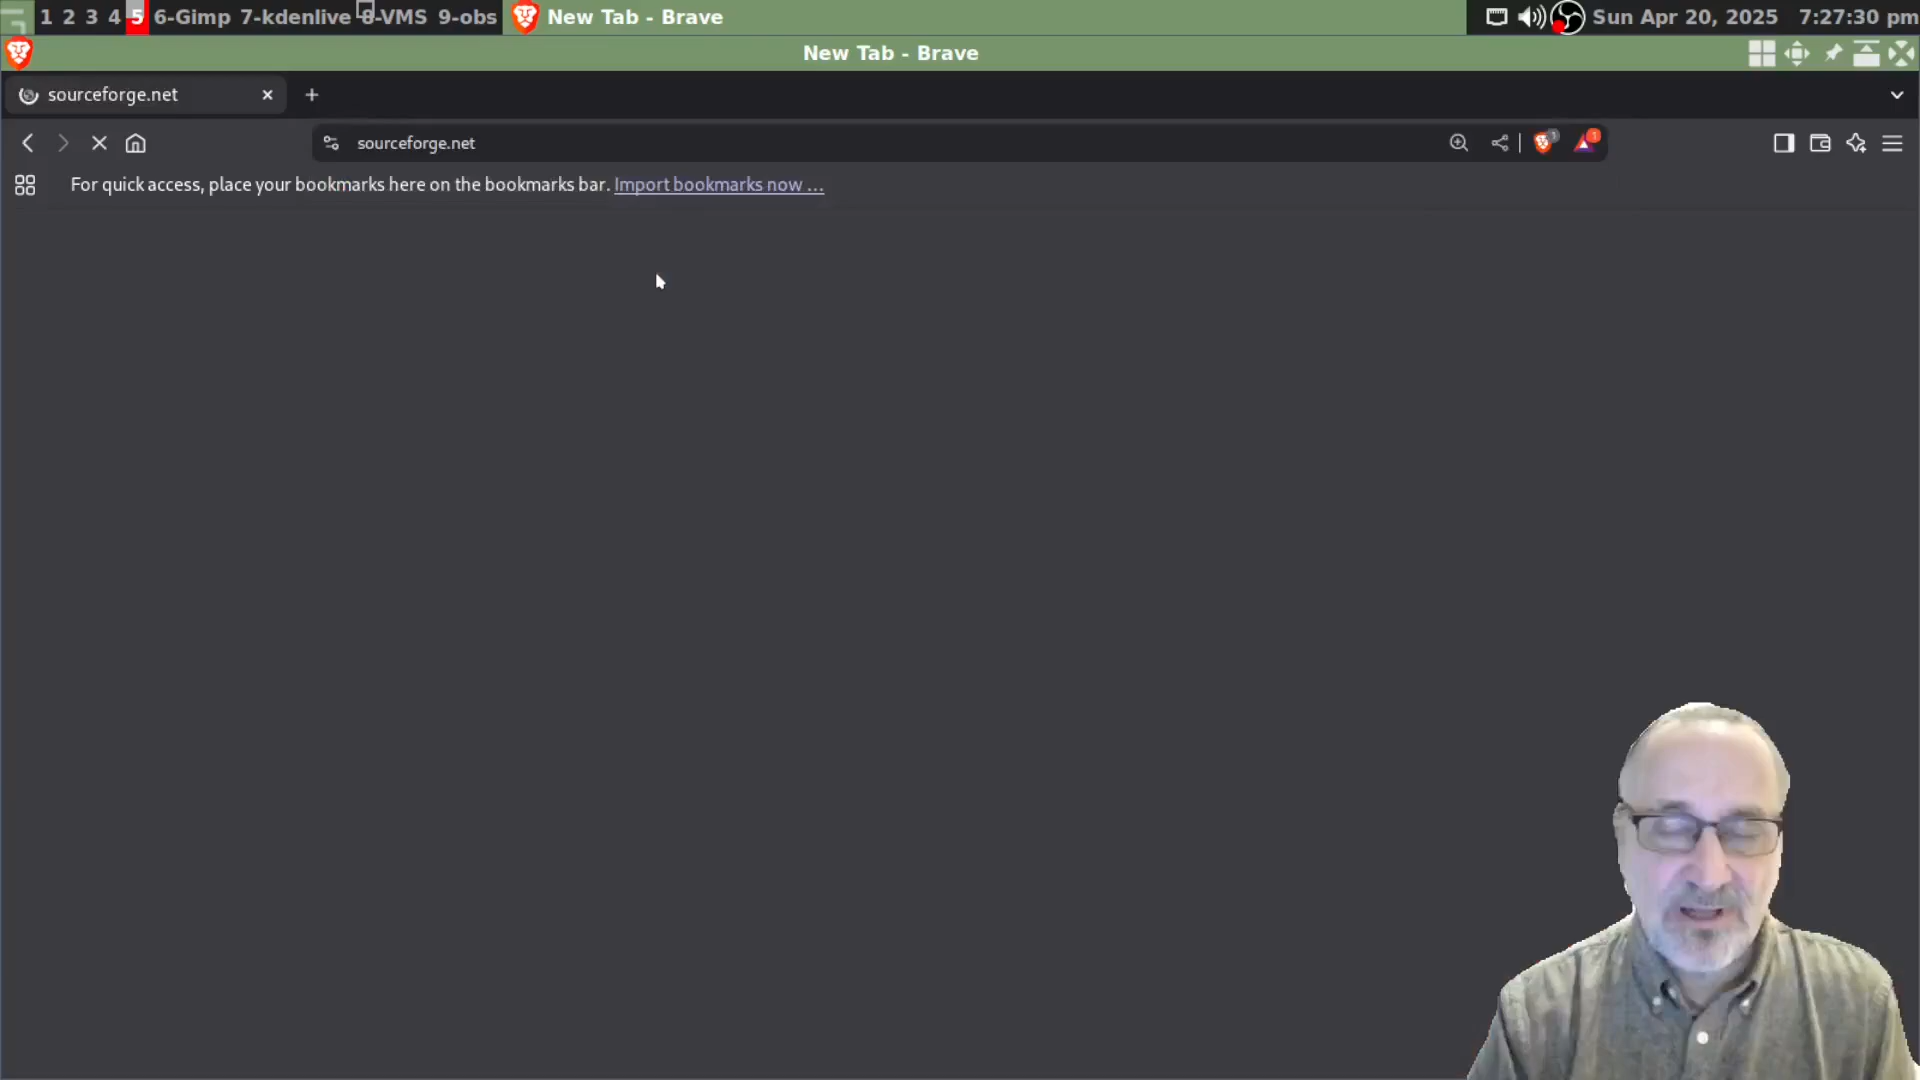 1 2 3 4 5 6-Gimp 7-kdenlive 8-VMS 9-obs New Tab - Brave Sun Apr 20, 2025 7:27:30 pm
New Tab - Brave
sourceforge.net
sourceforge.net 1 1
For quick access, place your bookmarks here on the bookmarks bar. Import bookmarks now ...